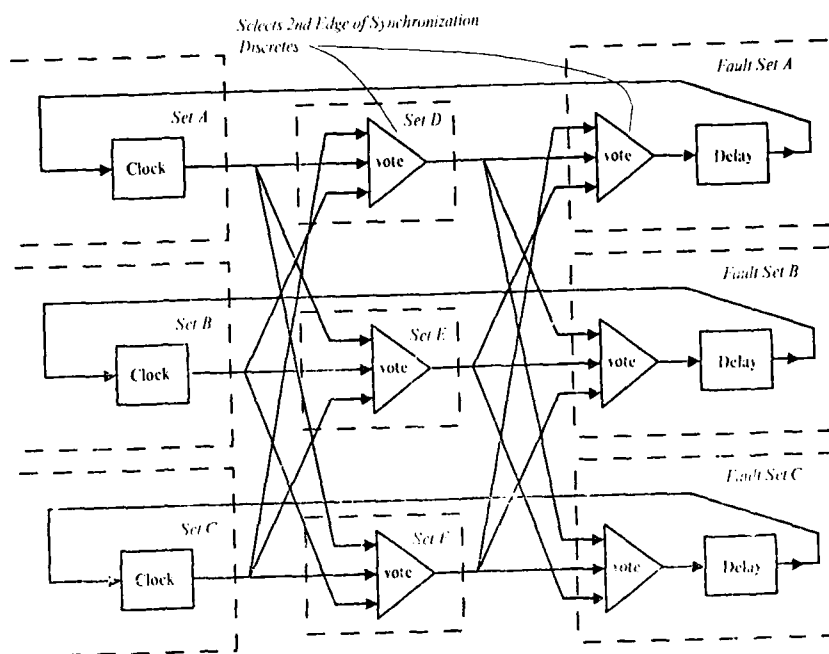 Selects 2nd Edge of Synchronization
Discretes
Fault Set A
Set A
Set D
Clock
vote
vote
Delay
Fault Set B
Set B
Set E
Clock
vote
vote
Delay
Fault Set C
Set C
Set F
Clock
vote
vote
Delay